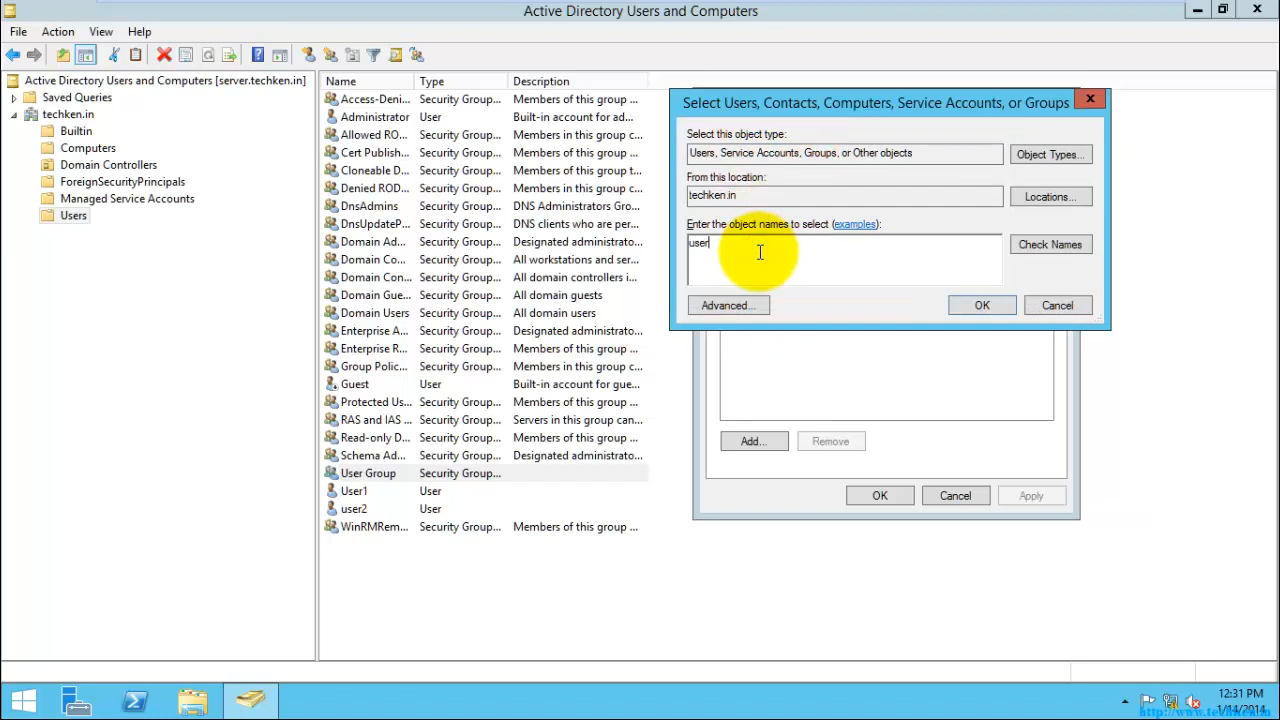 Active Directory Users and Computers
File Action View Help
Active Directory Users and Computers [server.techken.in]
Saved Queries
techken.in
Builtin
Computers
Domain Controllers
ForeignSecurityPrincipals
Managed Service Accounts
Users
Name Type Description
Access-Deni... Security Group... Members of this group ...
Administrator User Built-in account for ad...
Allowed RO... Security Group... Members in this group c...
Cert Publish... Security Group... Members of this group ...
Cloneable D... Security Group... Members of this group t...
Denied ROD... Security Group... Members in this group c...
DnsAdmins Security Group... DNS Administrators Gro...
DnsUpdateP... Security Group... DNS clients who are per...
Domain Ad... Security Group... Designated administrato...
Domain Co... Security Group... All workstations and ser...
Domain Con... Security Group... All domain controllers i...
Domain Gue... Security Group... All domain guests
Domain Users Security Group... All domain users
Enterprise A... Security Group... Designated administrato...
Enterprise R... Security Group... Members of this group ...
Group Polic... Security Group... Members in this group c...
Guest User Built-in account for gue...
Protected Us... Security Group... Members of this group ...
RAS and IAS ... Security Group... Servers in this group can...
Read-only D... Security Group... Members of this group ...
Schema Ad... Security Group... Designated administrato...
User Group Security Group...
User1 User
user2 User
WinRMRem... Security Group... Members of this group ...
Select Users, Contacts, Computers, Service Accounts, or Groups
Select this object type:
Users, Service Accounts, Groups, or Other objects Object Types...
From this location:
techken.in Locations...
Enter the object names to select (examples):
user Check Names
Advanced... OK Cancel
Add... Remove
OK Cancel Apply
12:31 PM
1/14/2014
http://www.techken.in